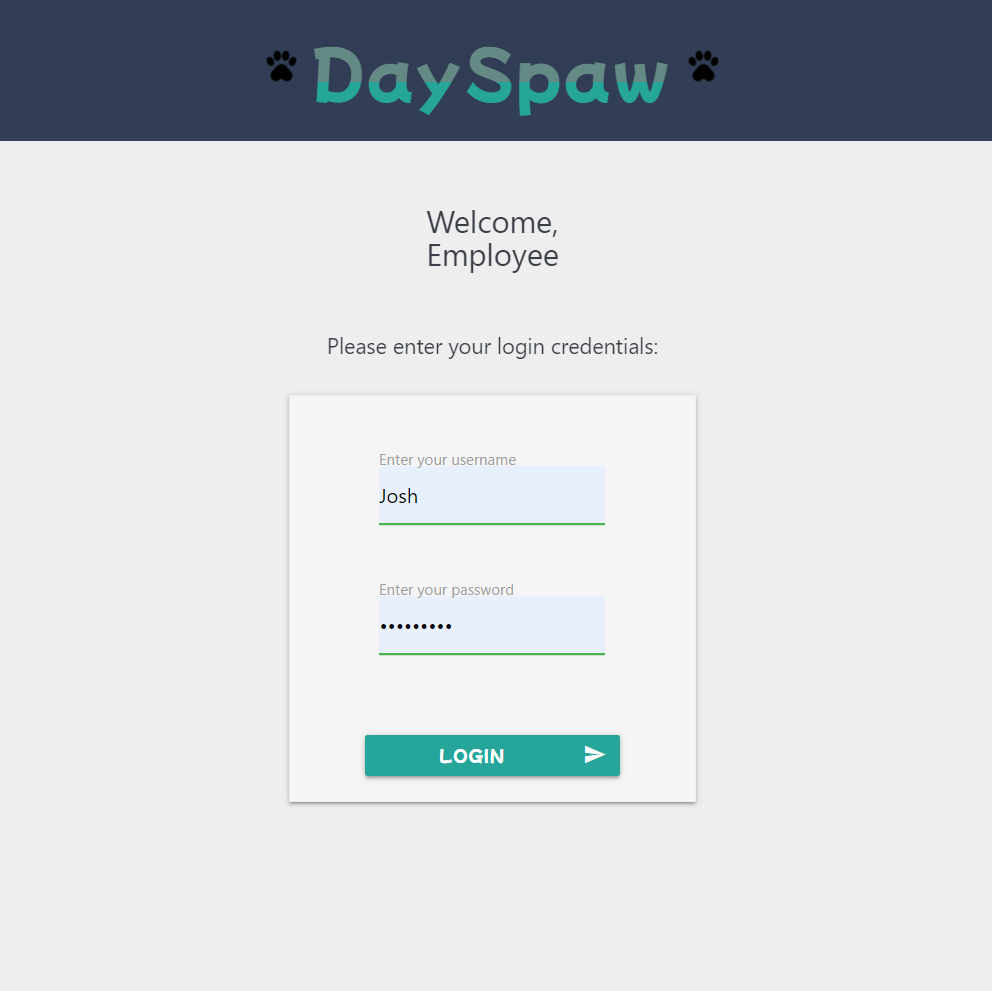 DaySpaw
Welcome,
Employee
Please enter your login credentials:
Enter your username
Josh
Enter your password
•••••••••
LOGIN